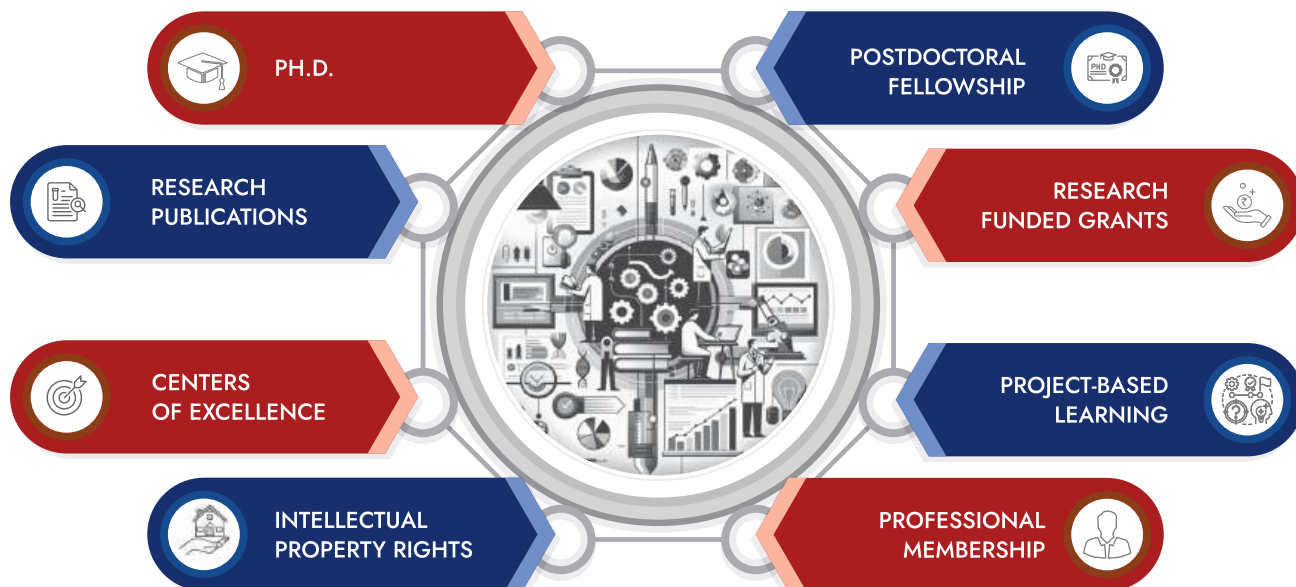 PH.D.
POSTDOCTORAL
FELLOWSHIP
PHD
RESEARCH
PUBLICATIONS
RESEARCH
FUNDED GRANTS
₹
CENTERS
OF EXCELLENCE
PROJECT-BASED
LEARNING
INTELLECTUAL
PROPERTY RIGHTS
PROFESSIONAL
MEMBERSHIP